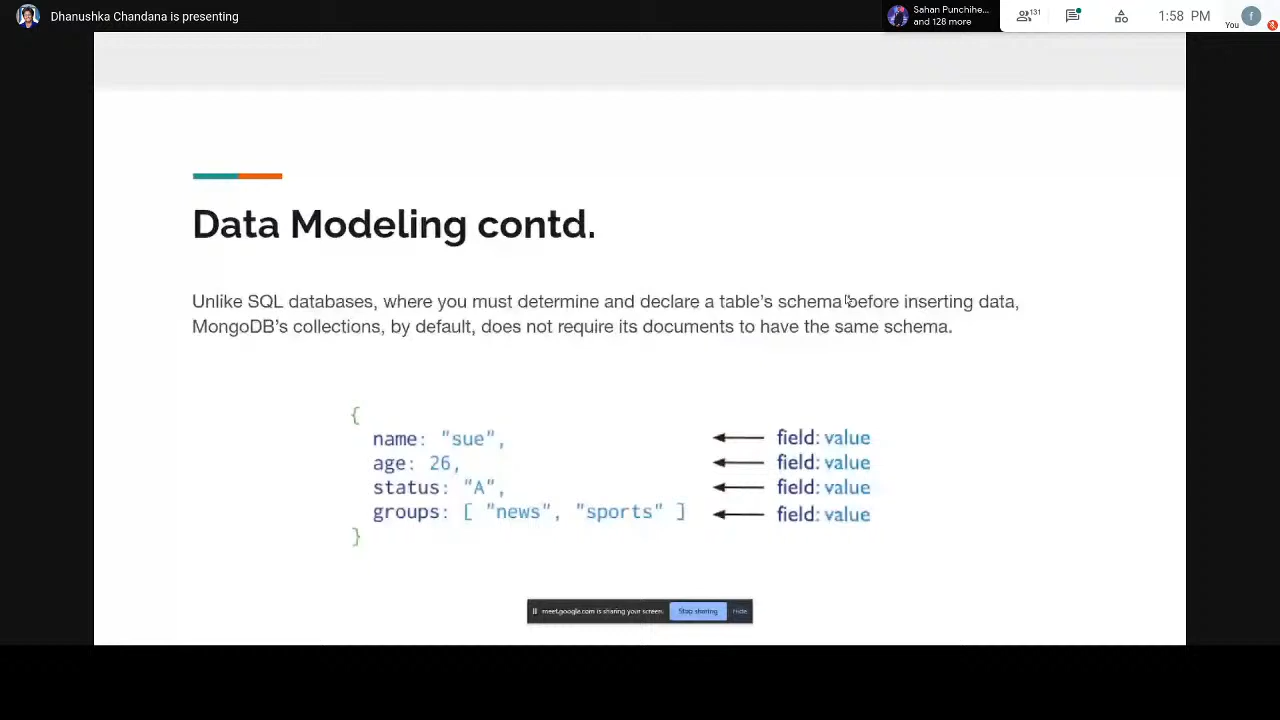 Dhanushka Chandana is presenting
Sahan Punchihe...
and 128 more
131
1:58 PM
You
f
Data Modeling contd.
Unlike SQL databases, where you must determine and declare a table's schema before inserting data,
MongoDB's collections, by default, does not require its documents to have the same schema.
{
name: "sue",
age: 26,
status: "A",
groups: [ "news", "sports" ]
}
field: value
field: value
field: value
field: value
meet.google.com is sharing your screen.
Stop sharing
Hide